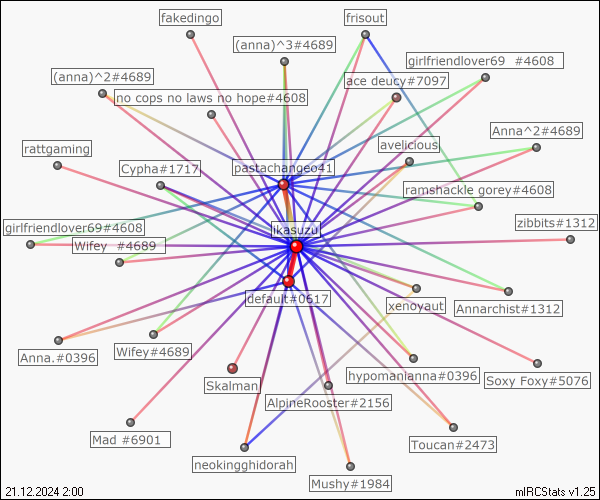 fakedingo
frisout
(anna)^3#4689
girlfriendlover69 #4608
(anna)^2#4689
ace deucy#7097
no cops no laws no hope#4608
Anna^2#4689
rattgaming
avelicious
Cypha#1717
pastachangeo41
ramshackle gorey#4608
zibbits#1312
girlfriendlover69#4608
ikasuzu
Wifey #4689
default#0617
xenoyaut
Annarchist#1312
Anna.#0396
Wifey#4689
hypomanianna#0396
Soxy Foxy#5076
Skalman
AlpineRooster#2156
Mad #6901
Toucan#2473
neokingghidorah
Mushy#1984
21.12.2024 2:00
mIRCStats v1.25